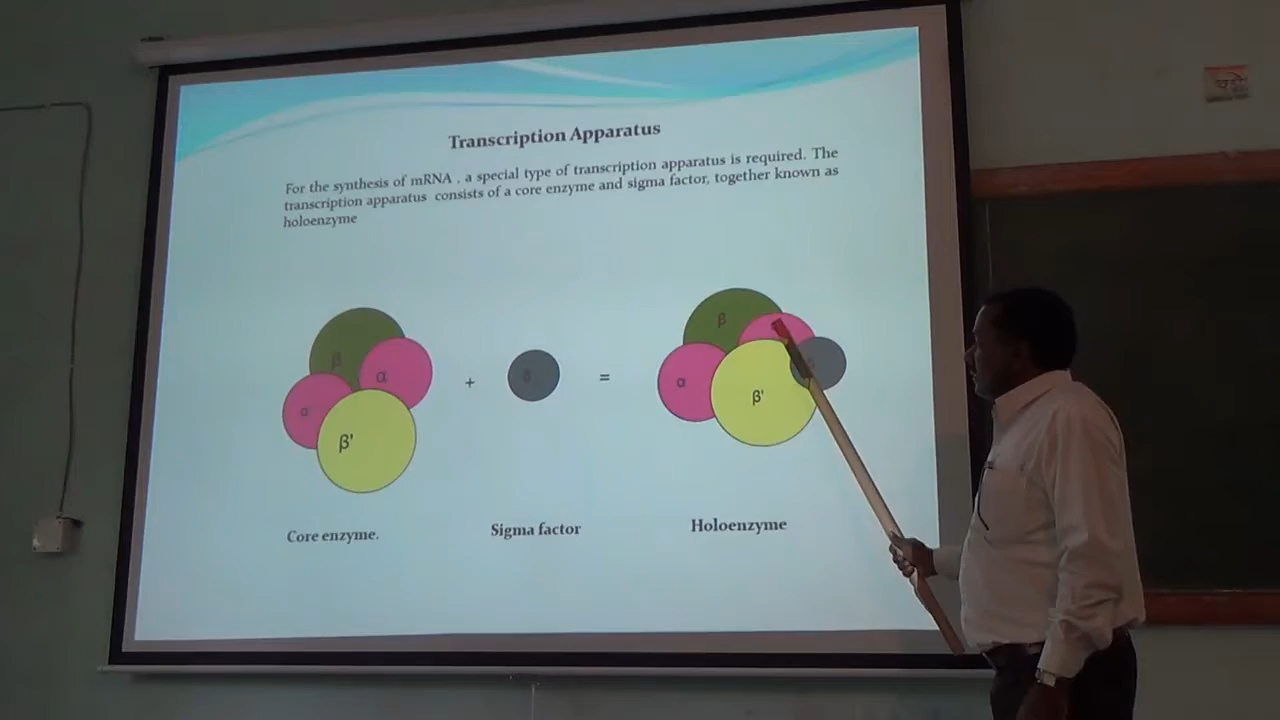 Transcription Apparatus
For the synthesis of mRNA , a special type of transcription apparatus is required. The
transcription apparatus consists of a core enzyme and sigma factor, together known as
holoenzyme
β
α
α
β'
+
=
β
α
β'
Core enzyme.
Sigma factor
Holoenzyme